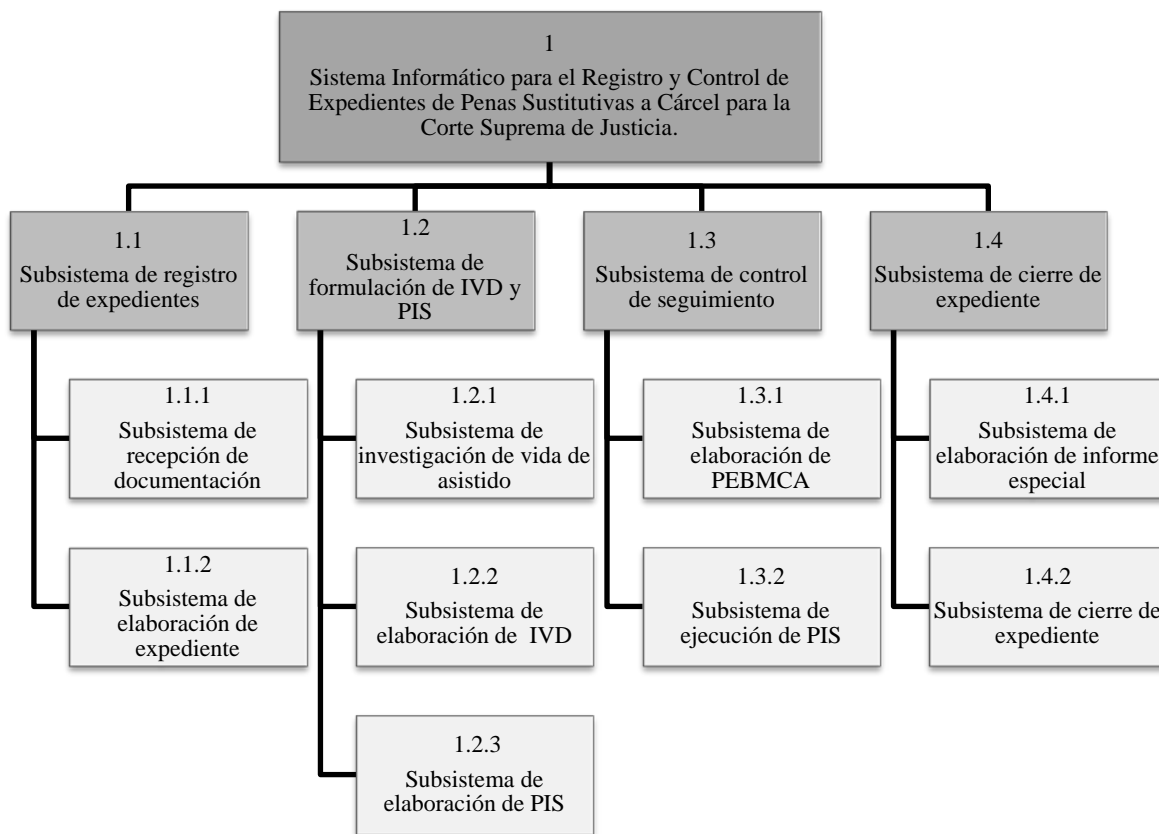 1
Sistema Informático para el Registro y Control de
Expedientes de Penas Sustitutivas a Cárcel para la
Corte Suprema de Justicia.
1.1
Subsistema de registro
de expedientes
1.2
Subsistema de
formulación de IVD y
PIS
1.3
Subsistema de control
de seguimiento
1.4
Subsistema de cierre de
expediente
1.1.1
Subsistema de
recepción de
documentación
1.1.2
Subsistema de
elaboración de
expediente
1.2.1
Subsistema de
investigación de vida de
asistido
1.2.2
Subsistema de
elaboración de IVD
1.2.3
Subsistema de
elaboración de PIS
1.3.1
Subsistema de
elaboración de
PEBMCA
1.3.2
Subsistema de
ejecución de PIS
1.4.1
Subsistema de
elaboración de informe
especial
1.4.2
Subsistema de cierre de
expediente